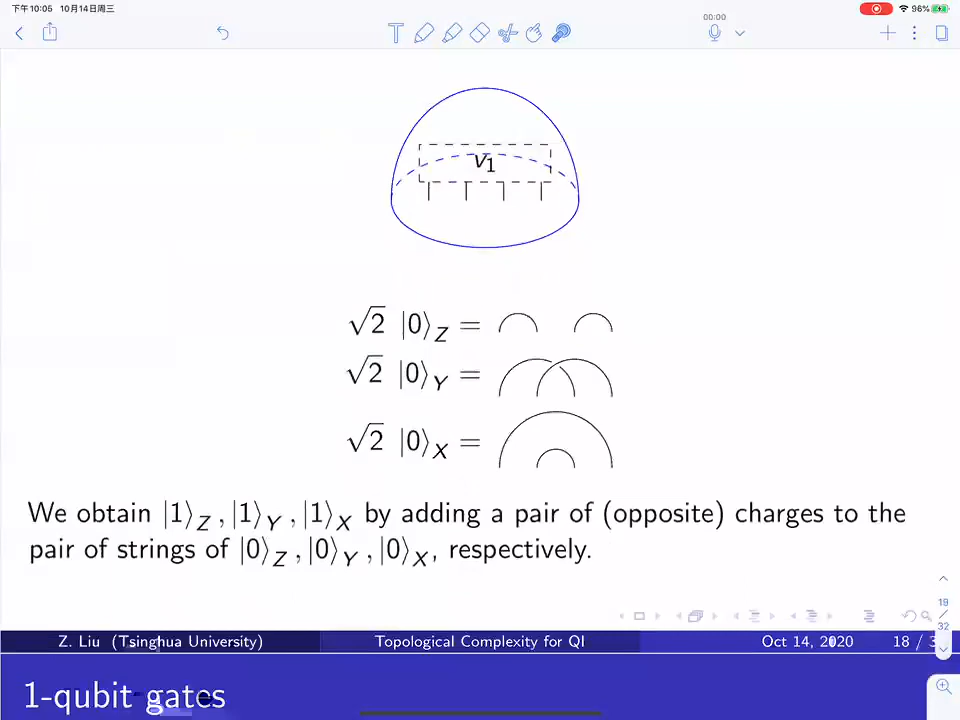 下午10:05 10月14日周三
96%
00:00
v1
√2 |0⟩Z =
√2 |0⟩Y =
√2 |0⟩X =
We obtain |1⟩Z , |1⟩Y , |1⟩X by adding a pair of (opposite) charges to the
pair of strings of |0⟩Z , |0⟩Y , |0⟩X, respectively.
19
/
32
Z. Liu (Tsinghua University) Topological Complexity for QI Oct 14, 2020 18 /
1-qubit gates